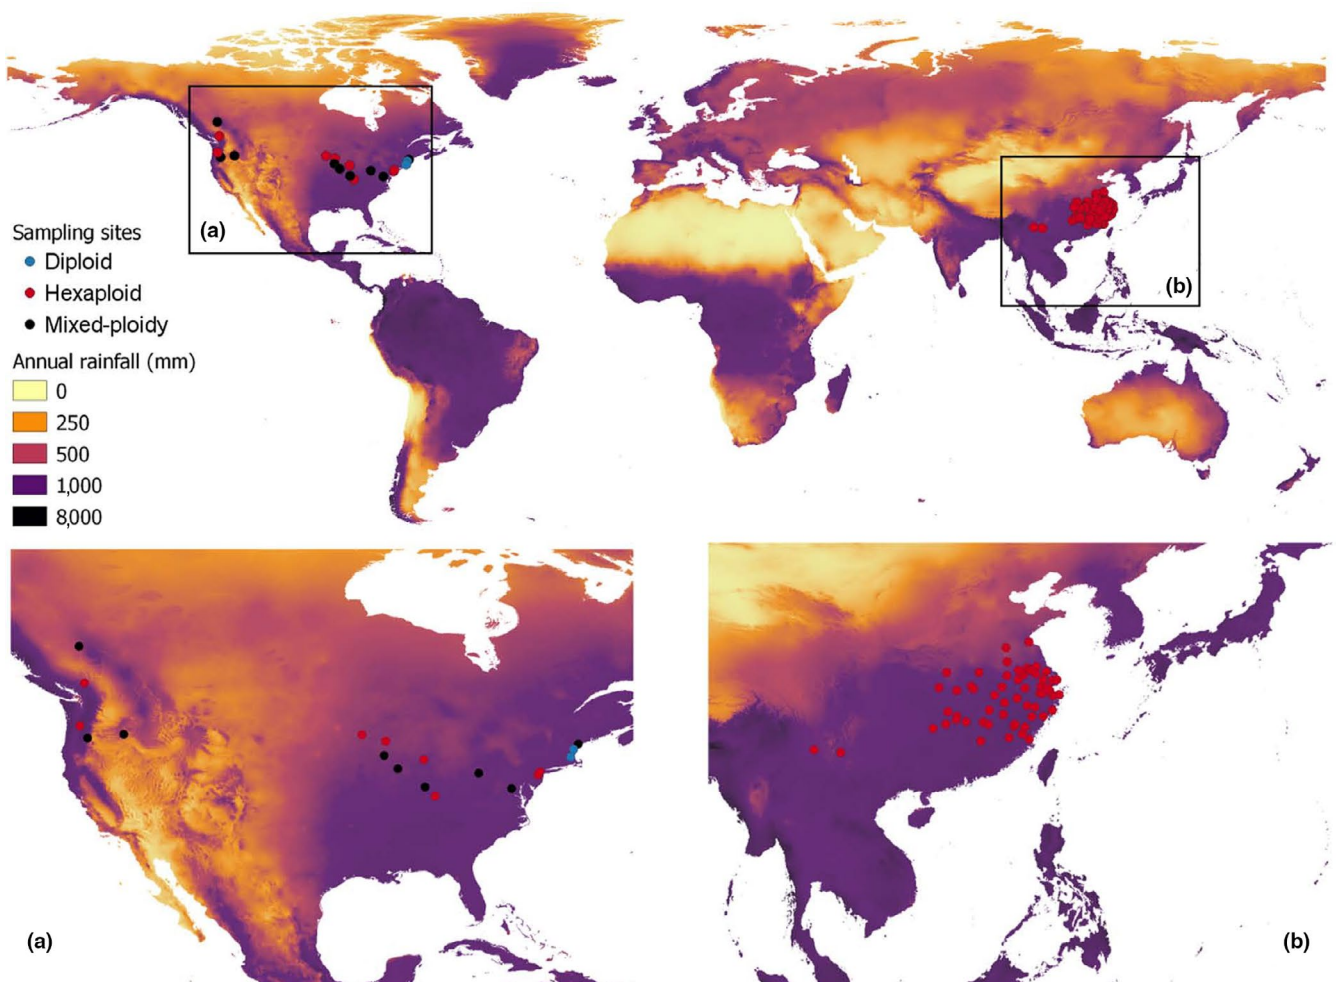 (a)
(b)
Sampling sites
Diploid
Hexaploid
Mixed-ploidy
Annual rainfall (mm)
0
250
500
1,000
8,000
(a)
(b)